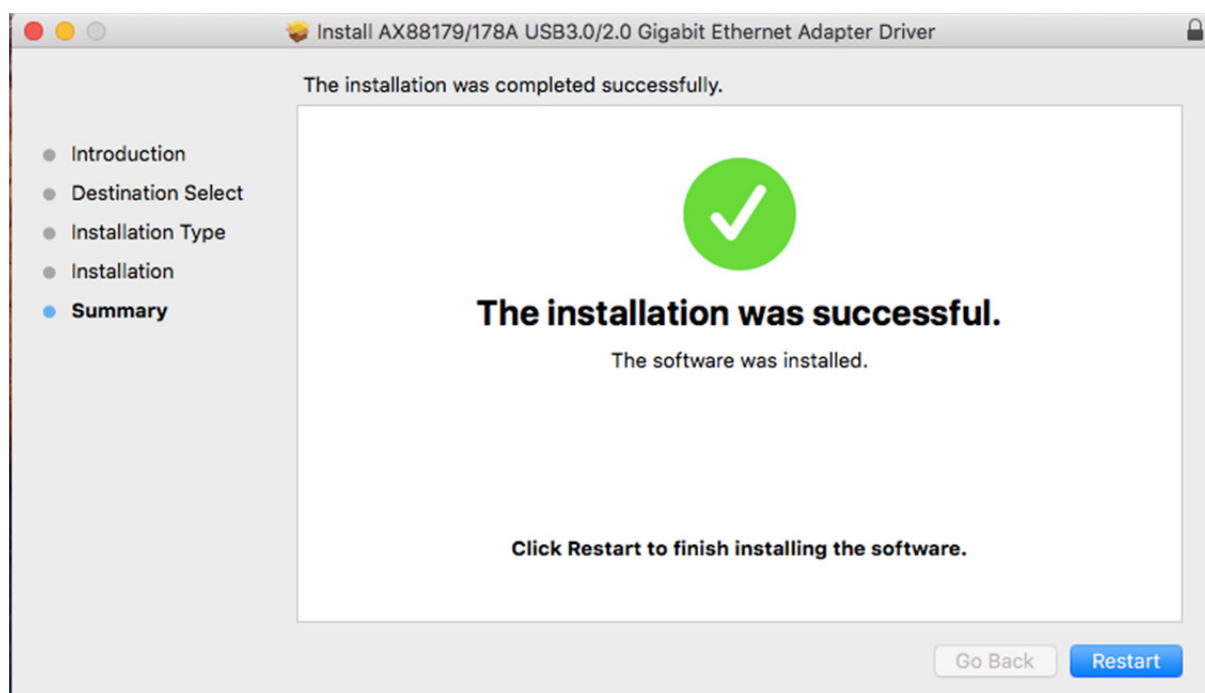 Install AX88179/178A USB3.0/2.0 Gigabit Ethernet Adapter Driver
The installation was completed successfully.
Introduction
Destination Select
Installation Type
Installation
Summary
The installation was successful.
The software was installed.
Click Restart to finish installing the software.
Go Back
Restart